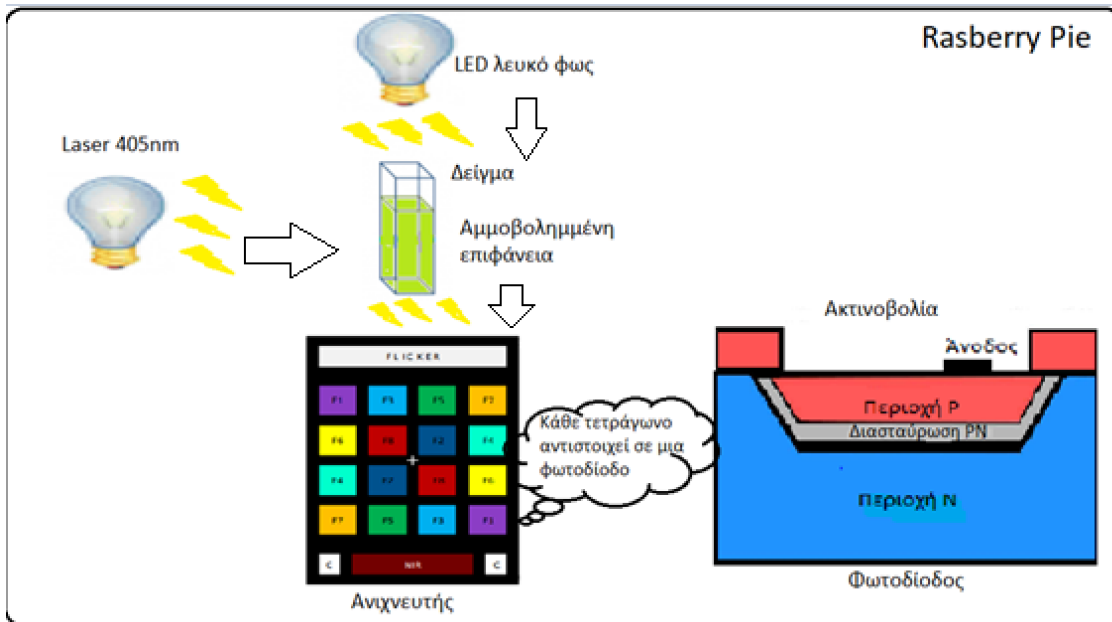 Rasberry Pie
LED λευκό φως
Laser 405nm
Δείγμα
Αμμοβολημμένη
επιφάνεια
Ακτινοβολία
Άνοδος
FLICKER
F1 F3 F5 F7
F6 F8 F2 F4
F4 F2 F8 F6
F7 F5 F3 F1
C NIR C
Ανιχνευτής
Κάθε τετράγωνο
αντιστοιχεί σε μια
φωτοδίοδο
Περιοχή P
Διασταύρωση PN
Περιοχή N
Φωτοδίοδος